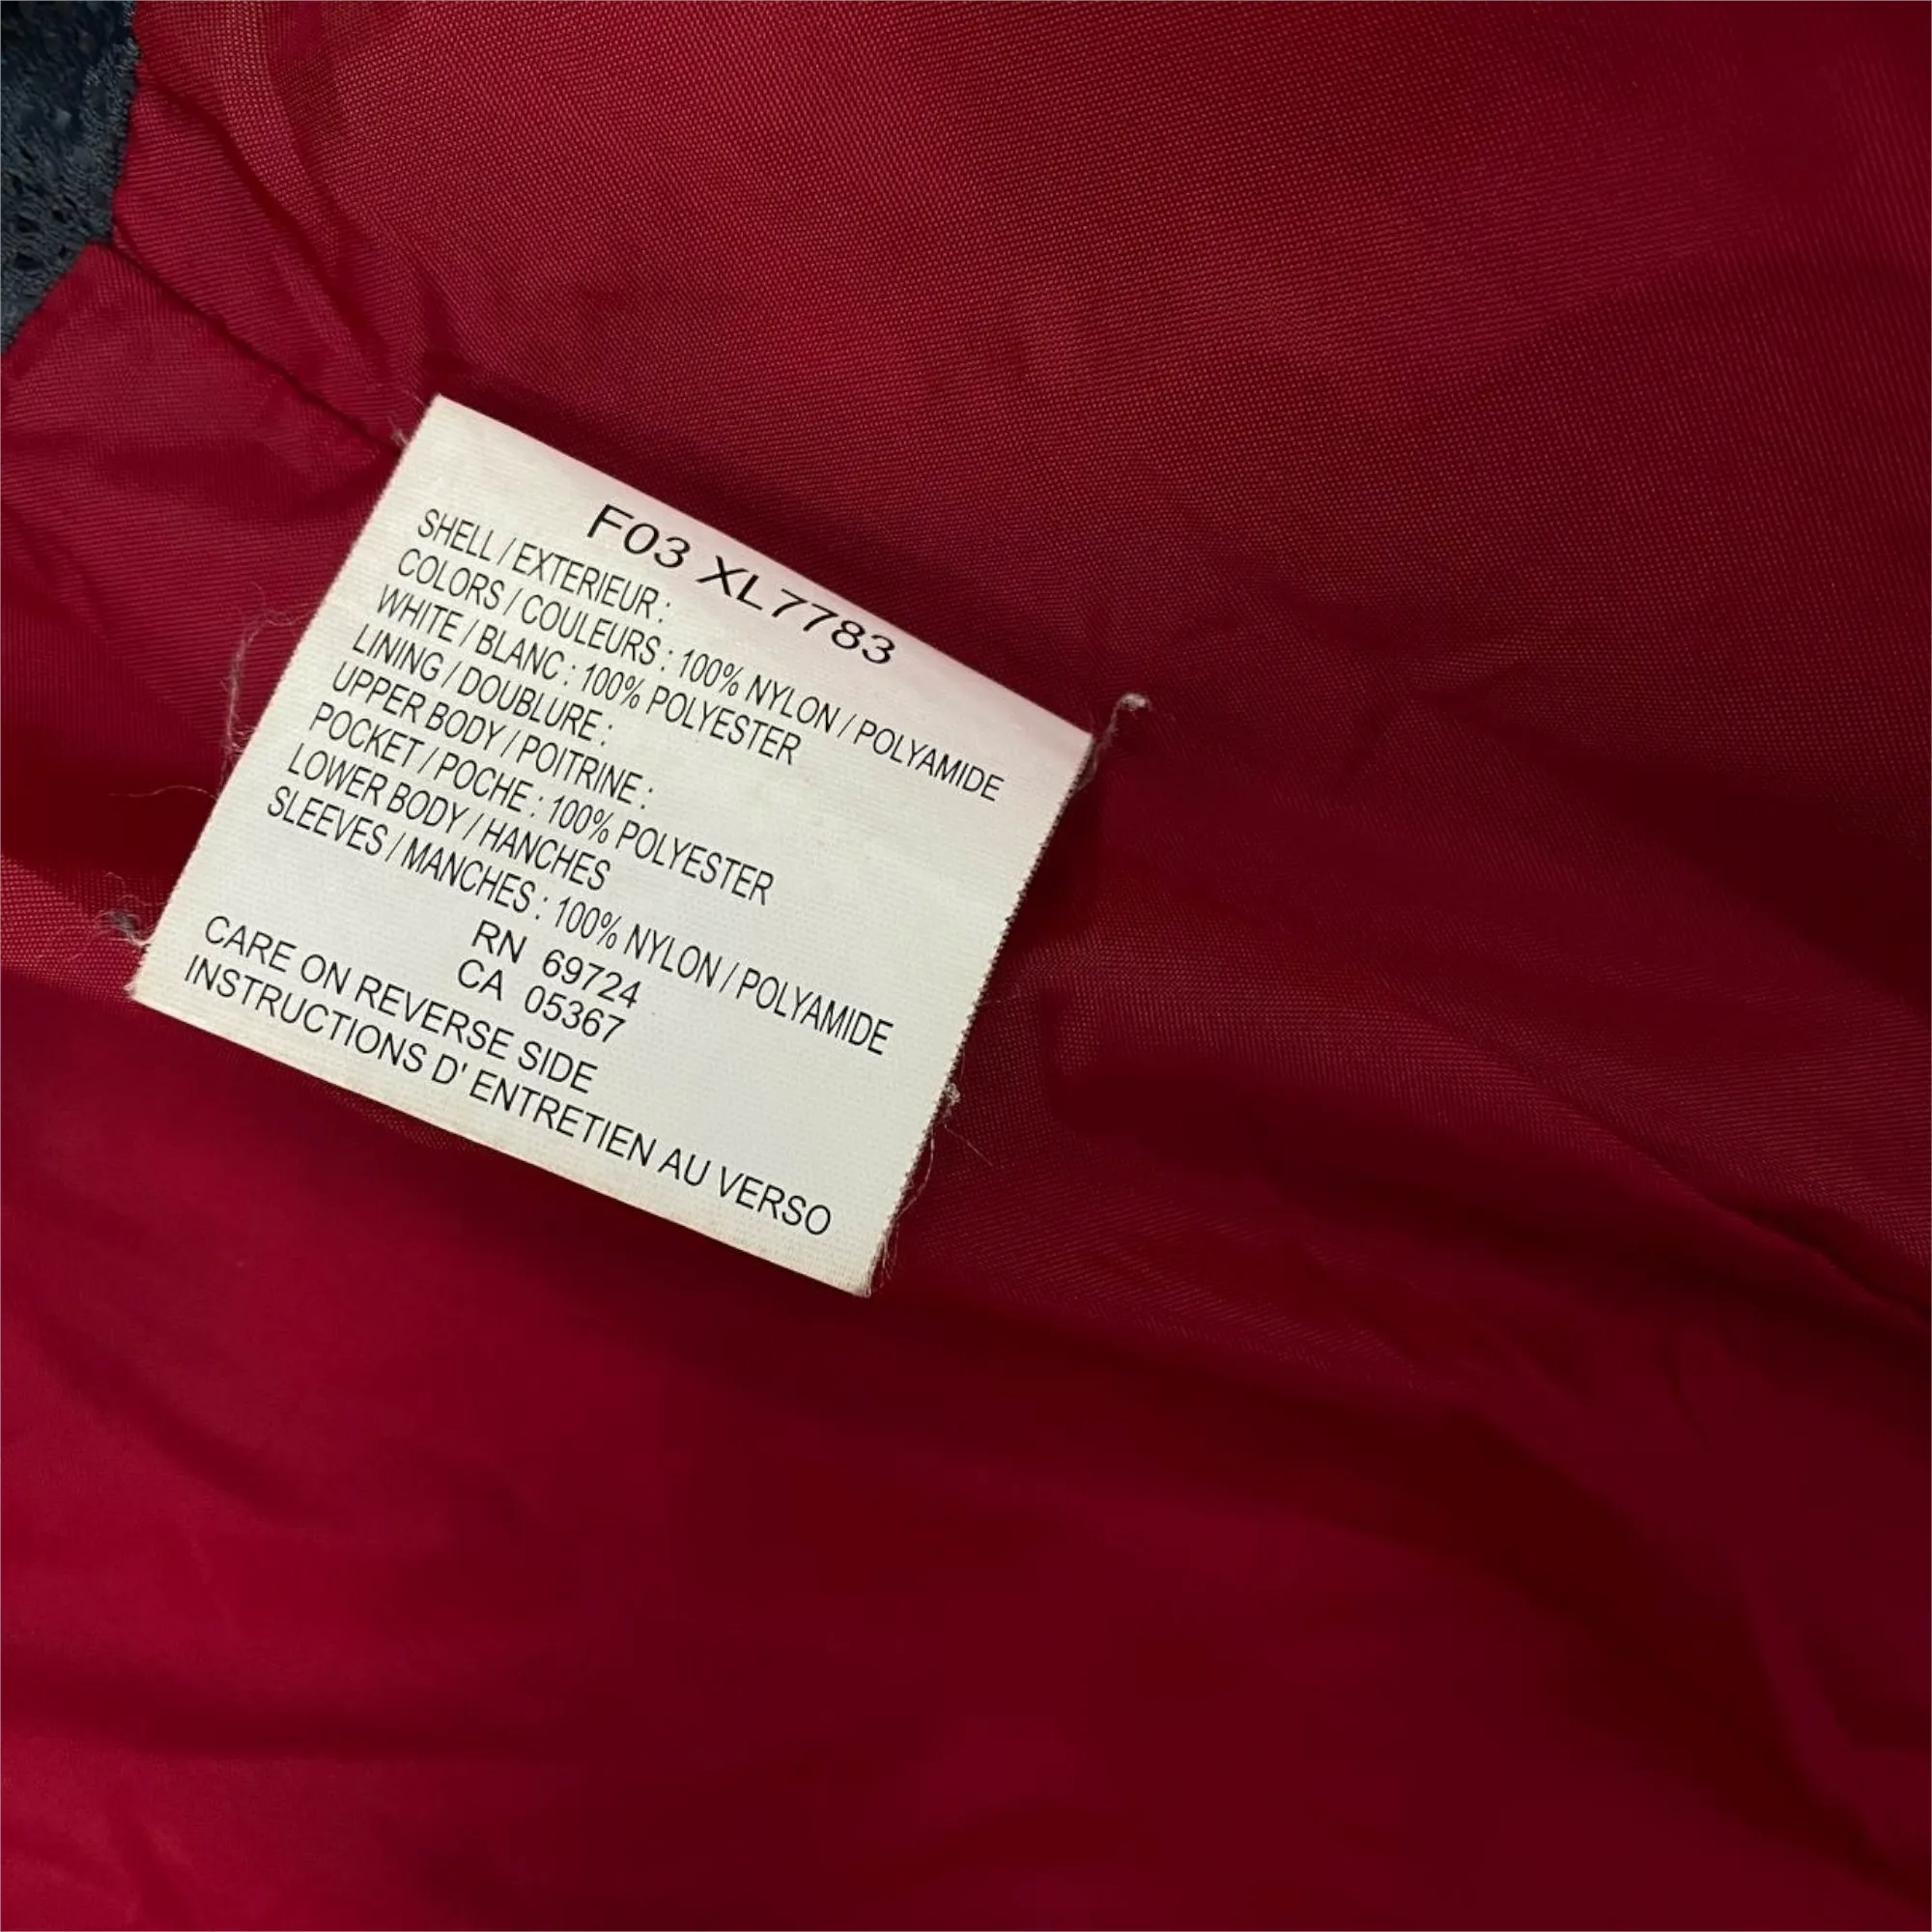 F03 XL7783
SHELL / EXTERIEUR :
COLORS / COULEURS : 100% NYLON / POLYAMIDE
WHITE / BLANC : 100% POLYESTER
LINING / DOUBLURE :
UPPER BODY / POITRINE :
POCKET / POCHE : 100% POLYESTER
LOWER BODY / HANCHES
SLEEVES / MANCHES : 100% NYLON / POLYAMIDE
RN 69724
CA 05367
CARE ON REVERSE SIDE
INSTRUCTIONS D' ENTRETIEN AU VERSO